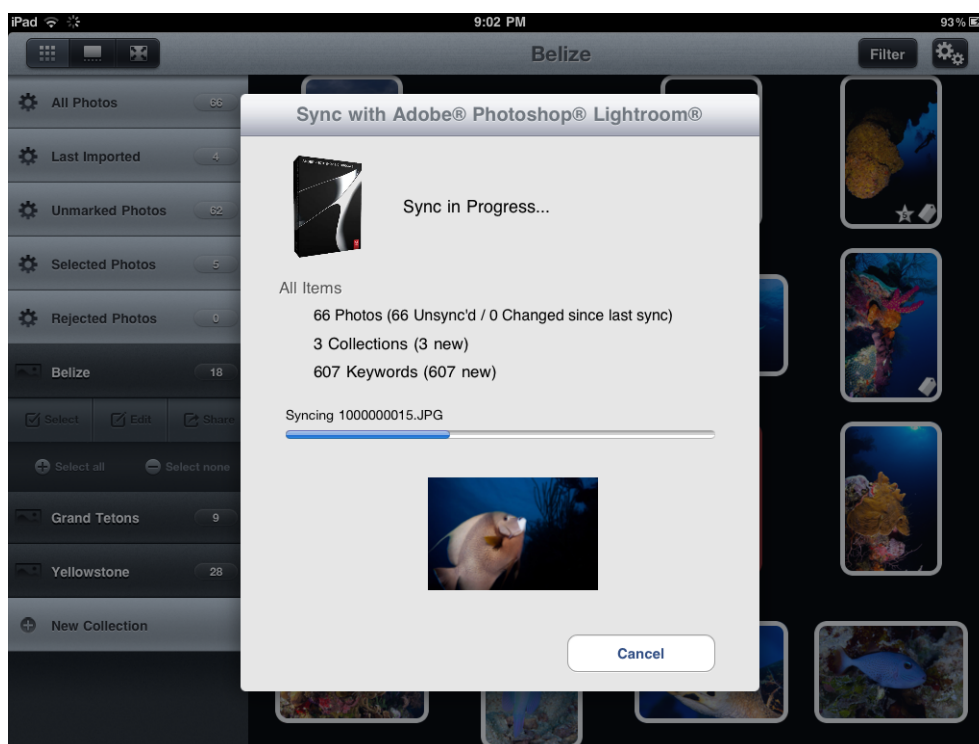 iPad 9:02 PM 93%
Belize Filter
All Photos 66
Last Imported 4
Unmarked Photos 62
Selected Photos 5
Rejected Photos 0
Belize 18
Select Edit Share
Select all Select none
Grand Tetons 9
Yellowstone 28
New Collection
Sync with Adobe® Photoshop® Lightroom®
Sync in Progress...
All Items
66 Photos (66 Unsync'd / 0 Changed since last sync)
3 Collections (3 new)
607 Keywords (607 new)
Syncing 1000000015.JPG
Cancel